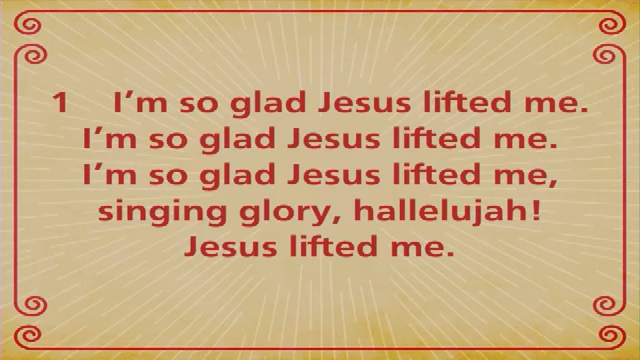 1 I’m so glad Jesus lifted me.
I’m so glad Jesus lifted me.
I’m so glad Jesus lifted me,
singing glory, hallelujah!
Jesus lifted me.